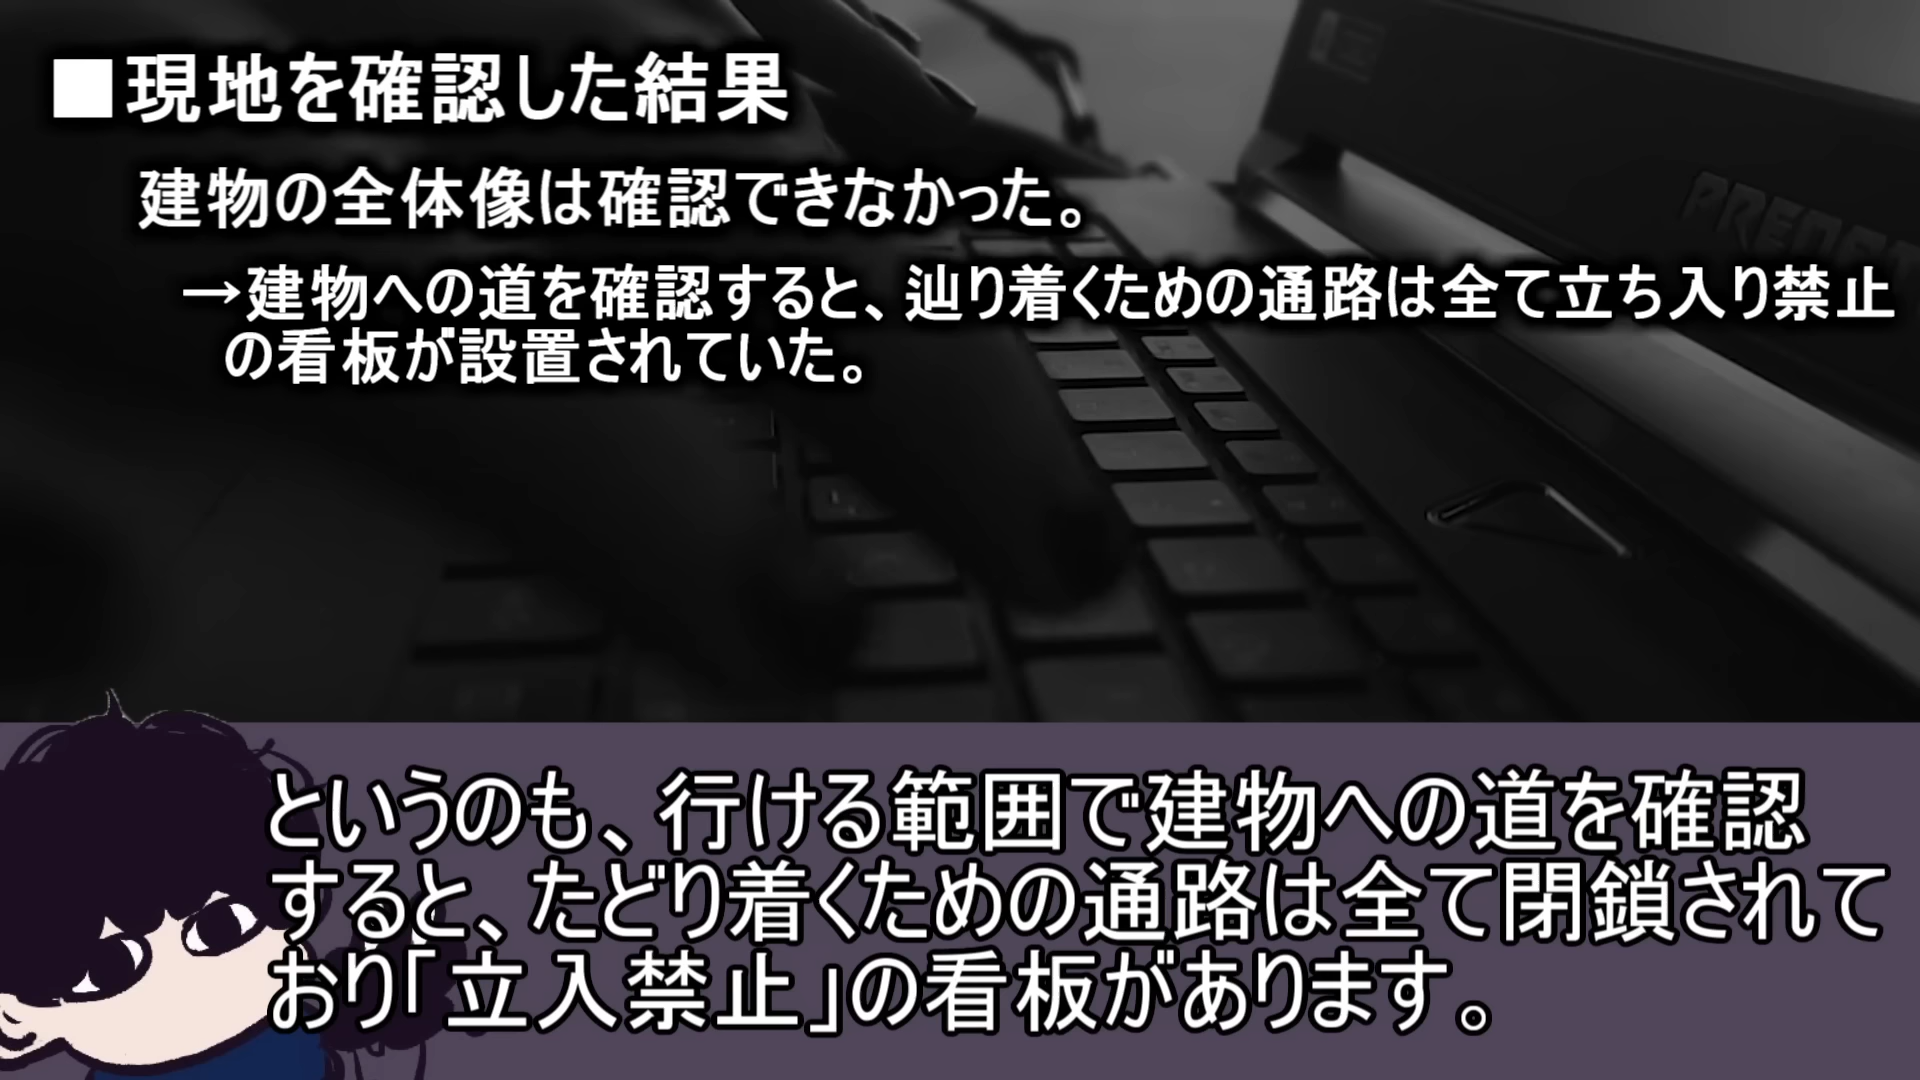 ■現地を確認した結果
建物の全体像は確認できなかった。
→建物への道を確認すると、辿り着くための通路は全て立ち入り禁止
の看板が設置されていた。
というのも、行ける範囲で建物への道を確認
すると、たどり着くための通路は全て閉鎖されて
おり「立入禁止」の看板があります。